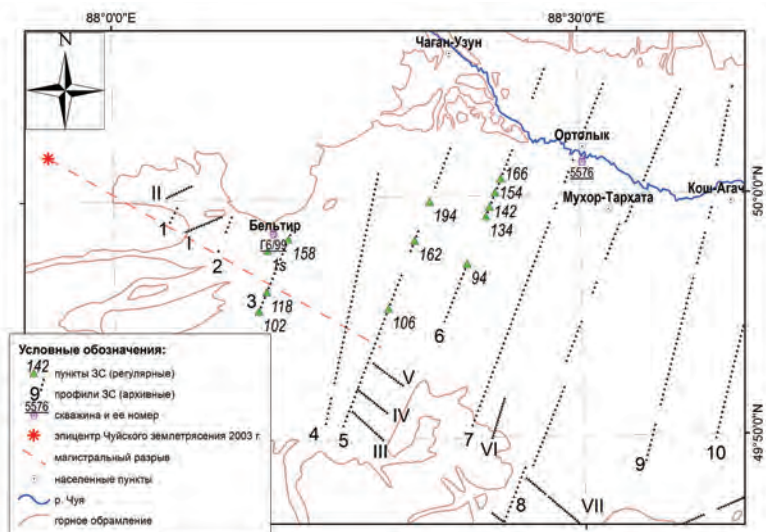 88°0'0"E
88°30'0"E
N
Чаган-Узун
Ортолык
5576
Мухор-Тархата
Кош-Агач
50°0'0"N
166
154
142
134
194
162
94
106
II
1
I
2
Бельтир
Г6/99
158
1s
3
118
102
6
V
IV
III
4
5
7
VI
8
VII
9
10
49°50'0"N
Условные обозначения:
142 пункты ЗС (регулярные)
9 профили ЗС (архивные)
5576 скважина и ее номер
эпицентр Чуйского землетрясения 2003 г.
магистральный разрыв
населенные пункты
р. Чуя
горное обрамление